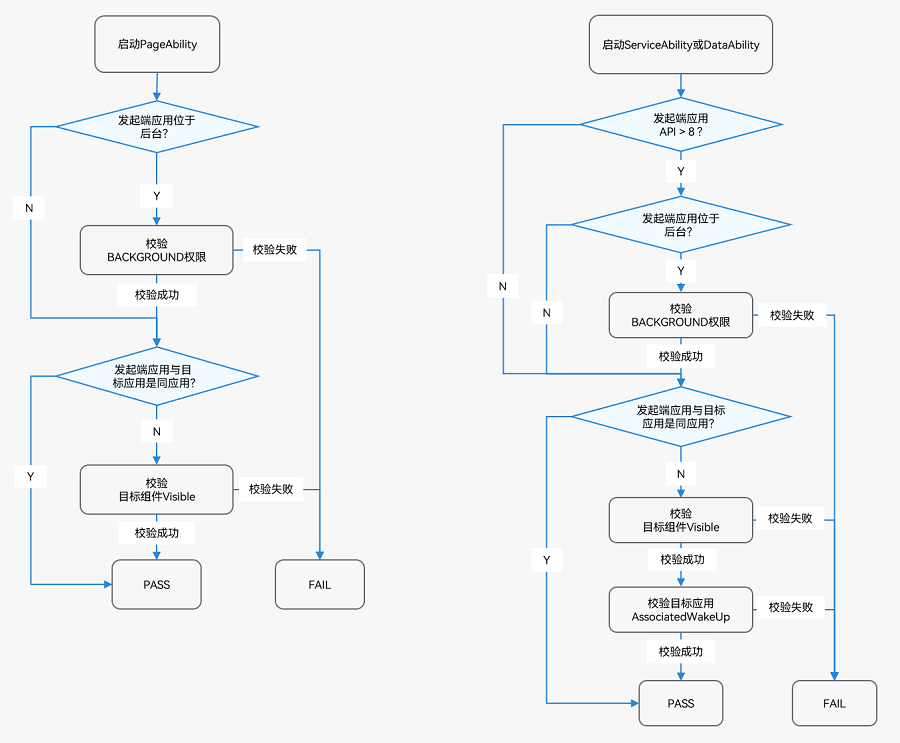 启动PageAbility
发起端应用位于
后台？
N
Y
校验
BACKGROUND权限
校验失败
校验成功
发起端应用与目
标应用是同应用？
N
Y
校验
目标组件Visible
校验失败
校验成功
PASS
FAIL
启动ServiceAbility或DataAbility
发起端应用
API > 8 ？
Y
发起端应用位于
后台？
Y
N
N
校验
BACKGROUND权限
校验失败
校验成功
发起端应用与目标
应用是同应用？
N
校验
目标组件Visible
校验失败
校验成功
Y
校验目标应用
AssociatedWakeUp
校验失败
校验成功
PASS
FAIL